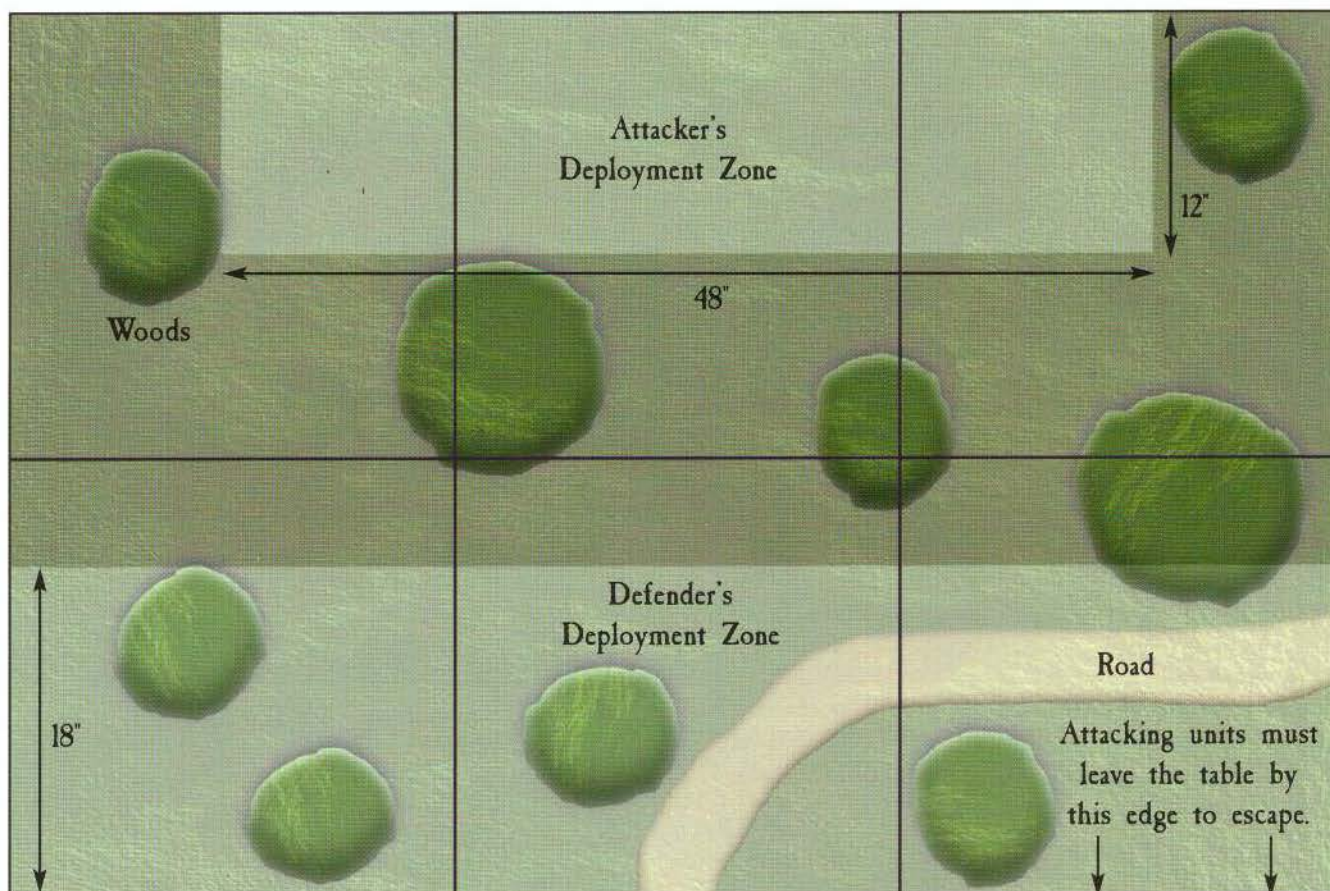 Attacker's
Deployment Zone
12"
48"
Woods
Defender's
Deployment Zone
Road
18"
Attacking units must
leave the table by
this edge to escape.